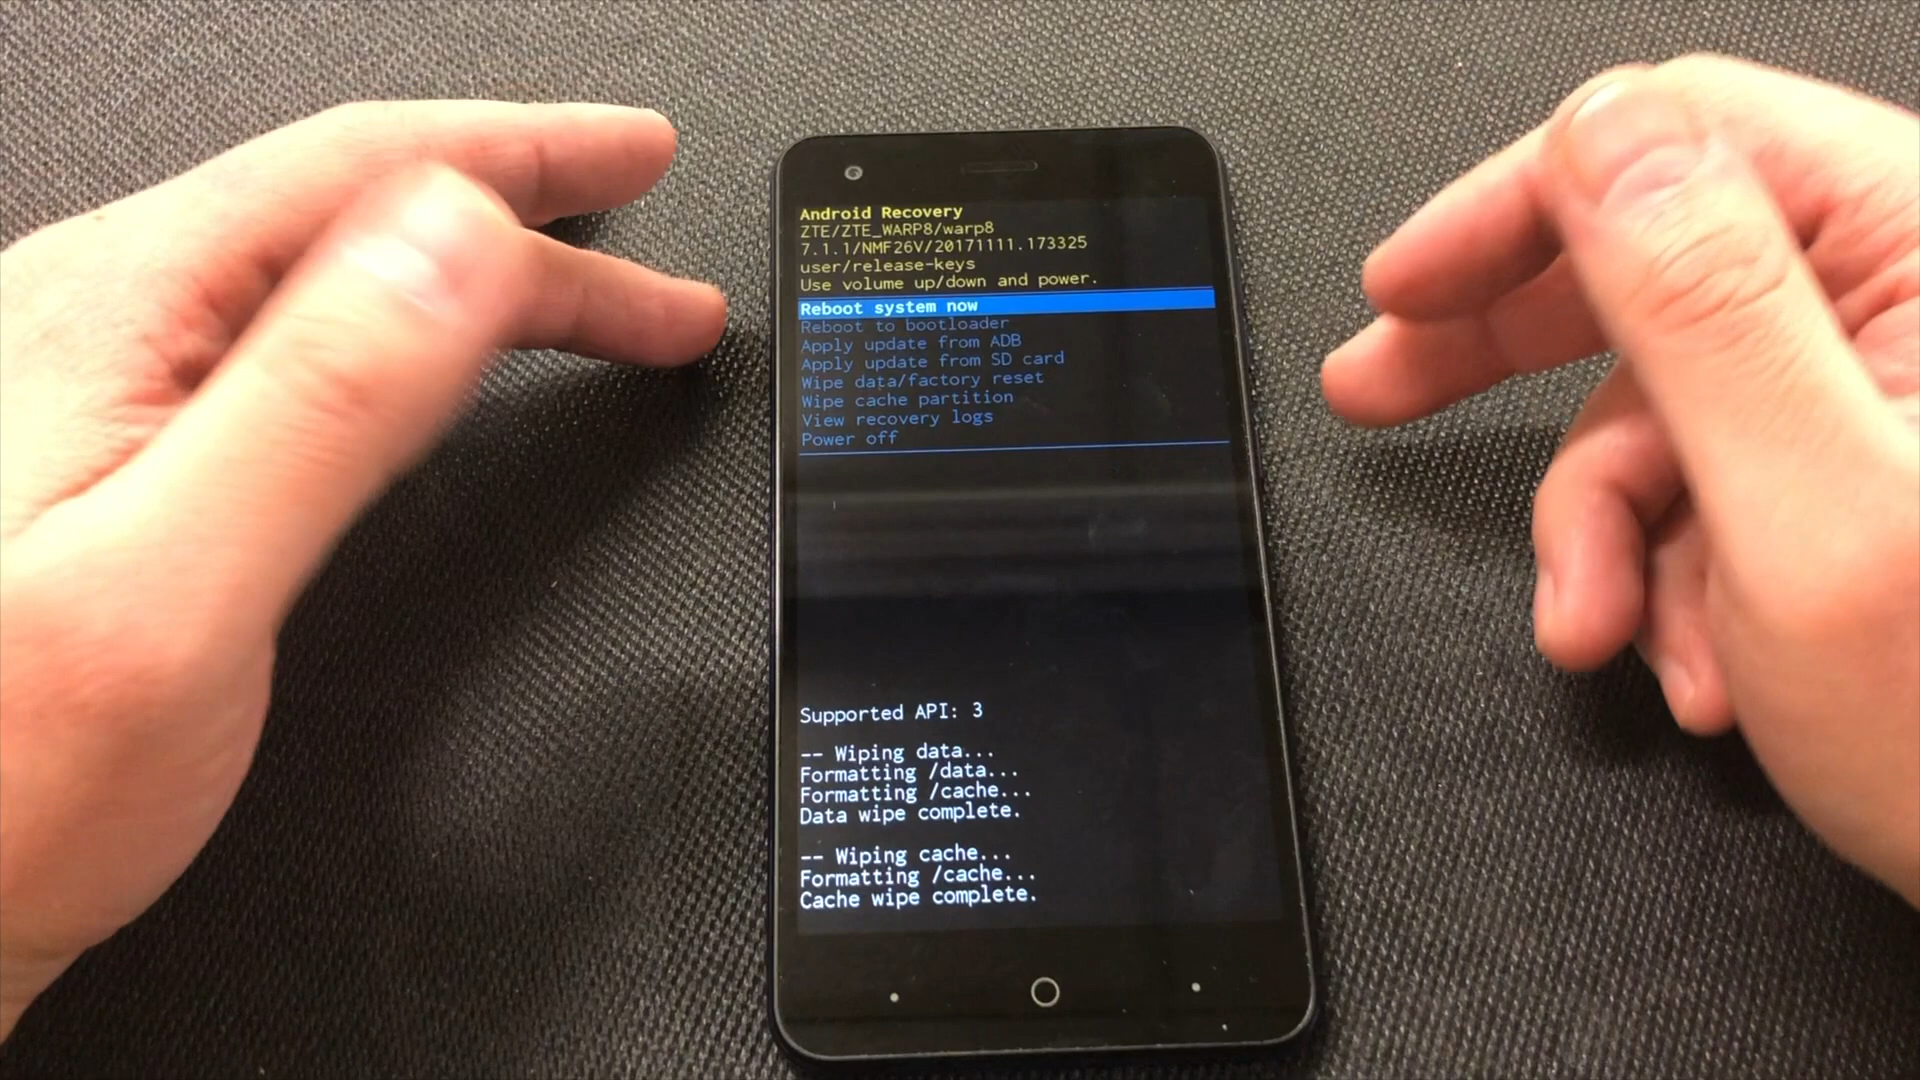 Android Recovery
ZTE/ZTE_WARP8/warp8
7.1.1/NMF26V/20171111.173325
user/release-keys
Use volume up/down and power.
Reboot system now
Reboot to bootloader
Apply update from ADB
Apply update from SD card
Wipe data/factory reset
Wipe cache partition
View recovery logs
Power off
Supported API: 3
-- Wiping data...
Formatting /data...
Formatting /cache...
Data wipe complete.
-- Wiping cache...
Formatting /cache...
Cache wipe complete.